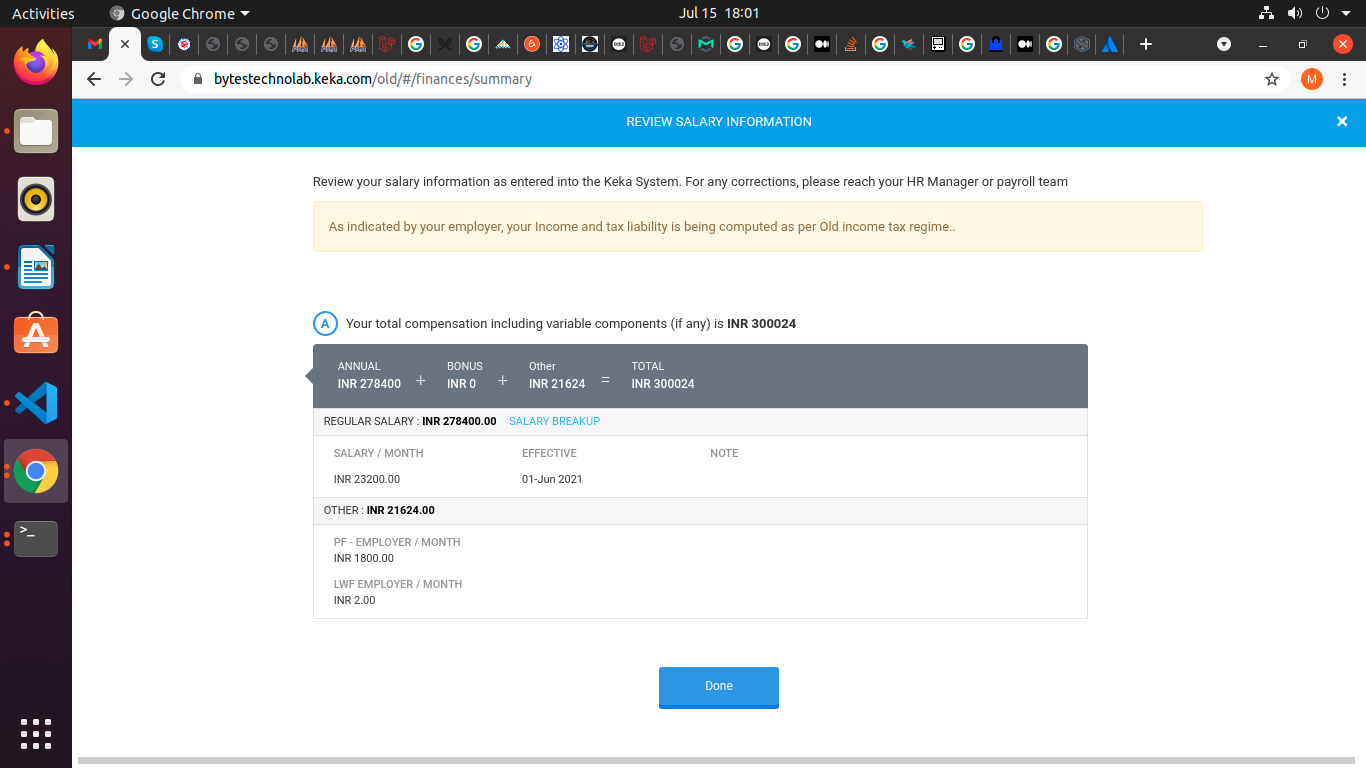 Activities
Google Chrome
Jul 15 18:01
bytestechnolab.keka.com/old/#/finances/summary
M
REVIEW SALARY INFORMATION
Review your salary information as entered into the Keka System. For any corrections, please reach your HR Manager or payroll team
As indicated by your employer, your Income and tax liability is being computed as per Old income tax regime..
A Your total compensation including variable components (if any) is INR 300024
ANNUAL BONUS Other TOTAL
INR 278400 + INR 0 + INR 21624 = INR 300024
REGULAR SALARY : INR 278400.00 SALARY BREAKUP
SALARY / MONTH EFFECTIVE NOTE
INR 23200.00 01-Jun 2021
OTHER : INR 21624.00
PF - EMPLOYER / MONTH
INR 1800.00
LWF EMPLOYER / MONTH
INR 2.00
Done